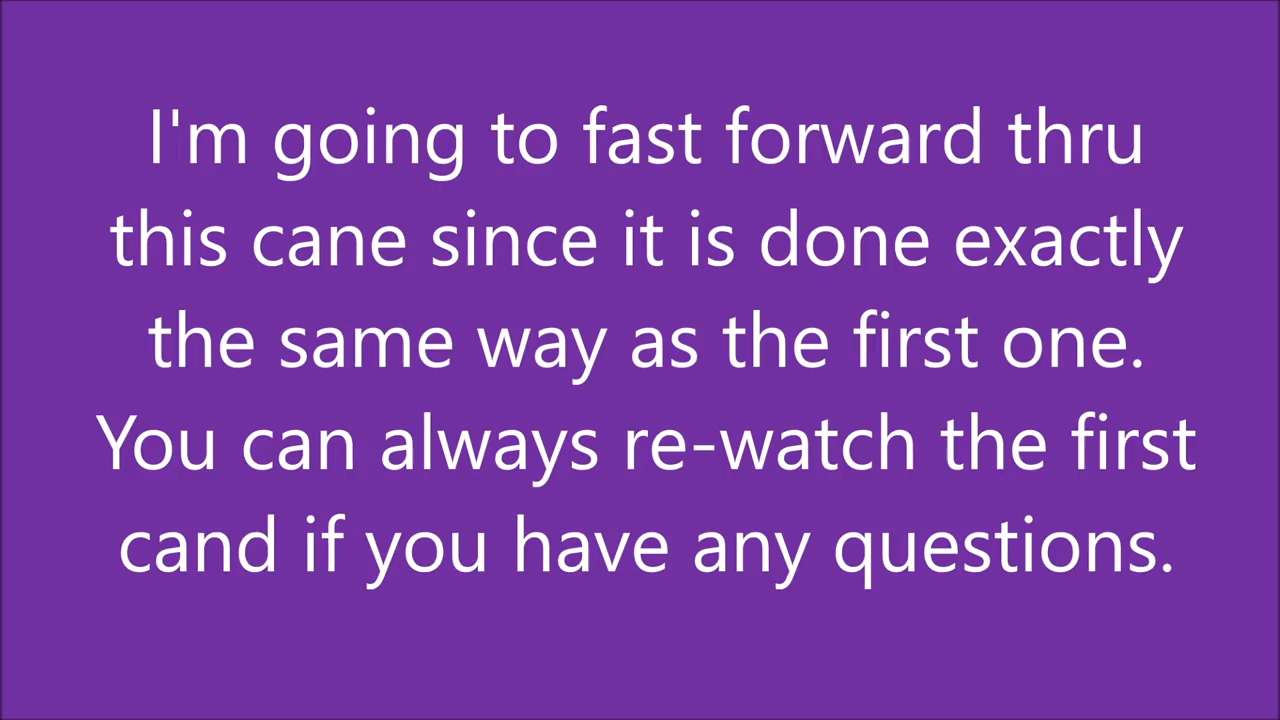 I'm going to fast forward thru
this cane since it is done exactly
the same way as the first one.
You can always re-watch the first
cand if you have any questions.